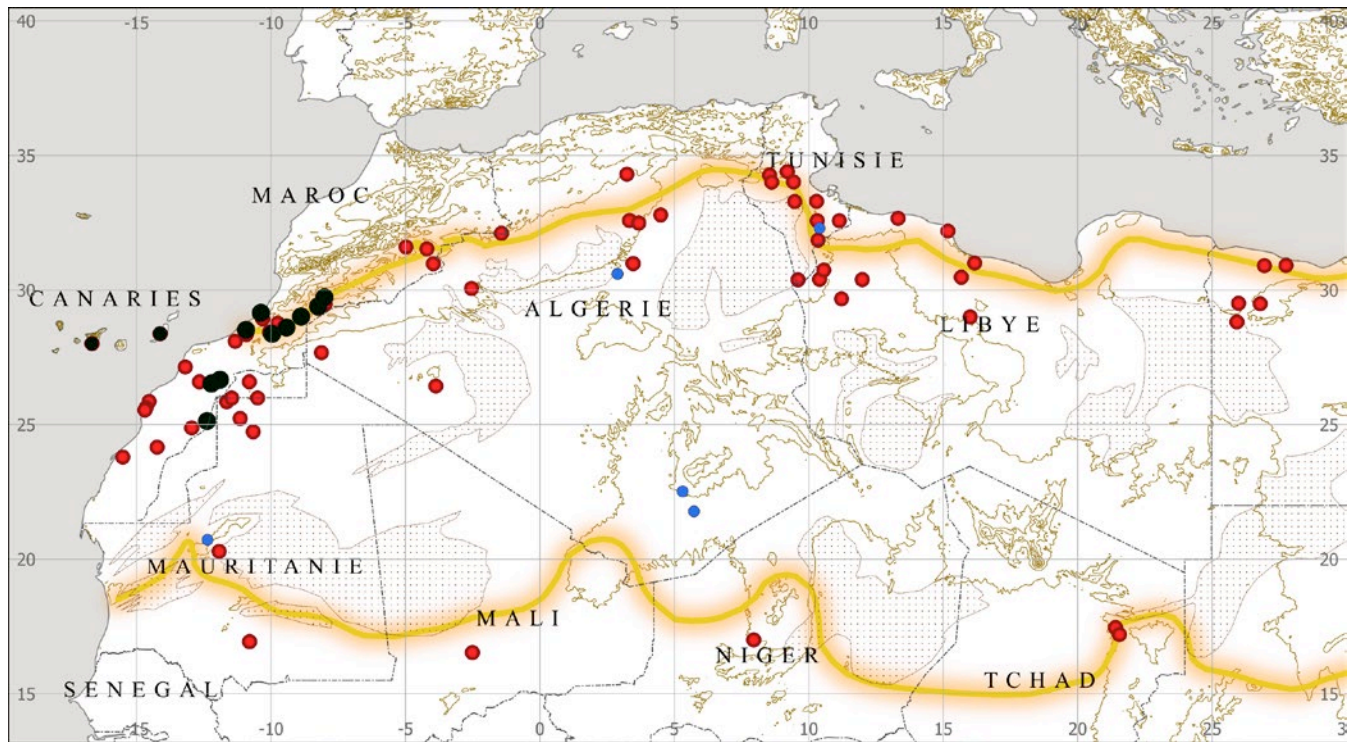 40 -15 -10 -5 0 5 10 15 20 25 40
35 TUNISIE 35
MAROC
30 CANARIES ALGERIE LIBYE 30
25 25
20 MAURITANIE 20
MALI
NIGER TCHAD
15 SENEGAL 15
-15 -10 -5 0 5 10 15 20 25